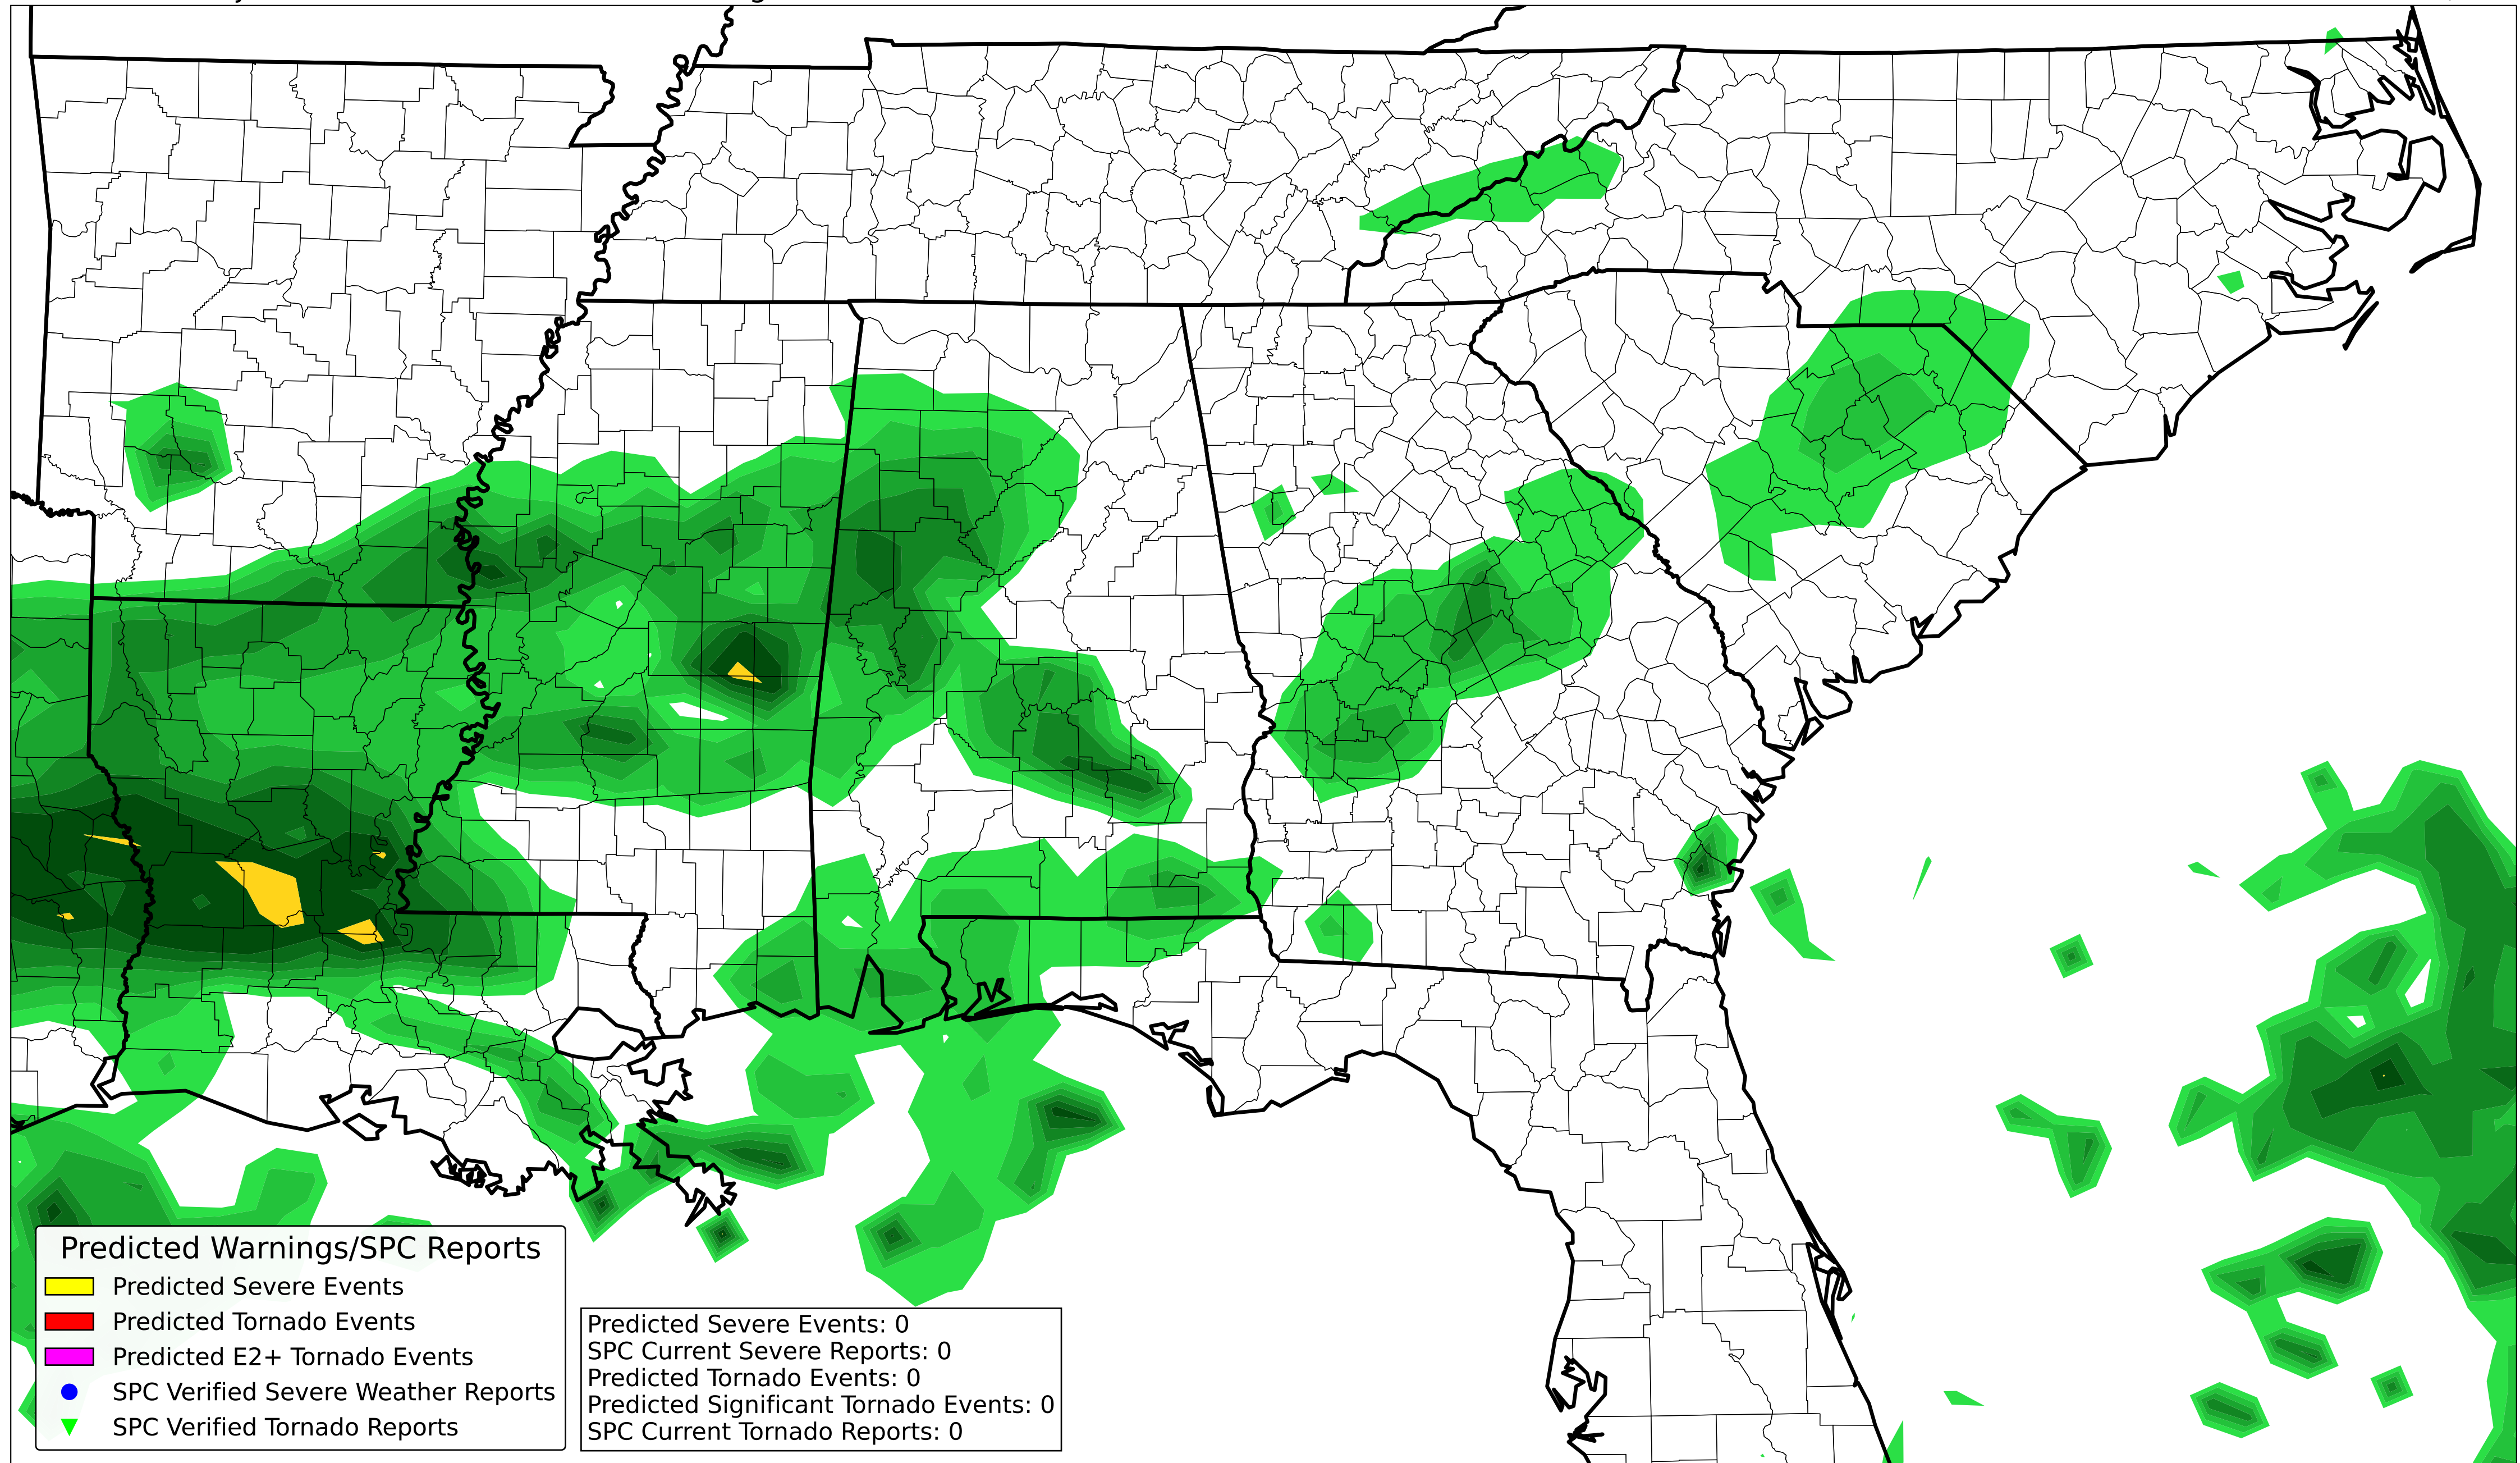 Predicted Warnings/SPC Reports
Predicted Severe Events
Predicted Tornado Events
Predicted E2+ Tornado Events
SPC Verified Severe Weather Reports
SPC Verified Tornado Reports
Predicted Severe Events: 0
SPC Current Severe Reports: 0
Predicted Tornado Events: 0
Predicted Significant Tornado Events: 0
SPC Current Tornado Reports: 0